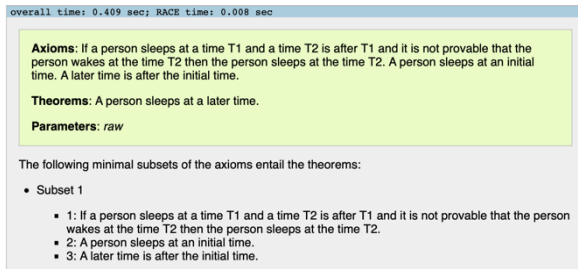 overall time: 0.409 sec; RACE time: 0.008 sec
Axioms: If a person sleeps at a time T1 and a time T2 is after T1 and it is not provable that the
person wakes at the time T2 then the person sleeps at the time T2. A person sleeps at an initial
time. A later time is after the initial time.
Theorems: A person sleeps at a later time.
Parameters: raw
The following minimal subsets of the axioms entail the theorems:
• Subset 1
▪ 1: If a person sleeps at a time T1 and a time T2 is after T1 and it is not provable that the person
wakes at the time T2 then the person sleeps at the time T2.
▪ 2: A person sleeps at an initial time.
▪ 3: A later time is after the initial time.